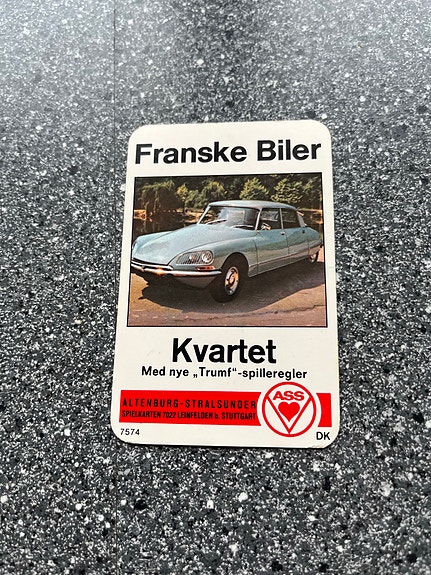 Franske Biler
Kvartet
Med nye „Trumf“-spilleregler
ALTENBURG-STRALSUNDER
SPIELKARTEN 7022 LEINFELDEN b. STUTTGART
ASS
7574
DK